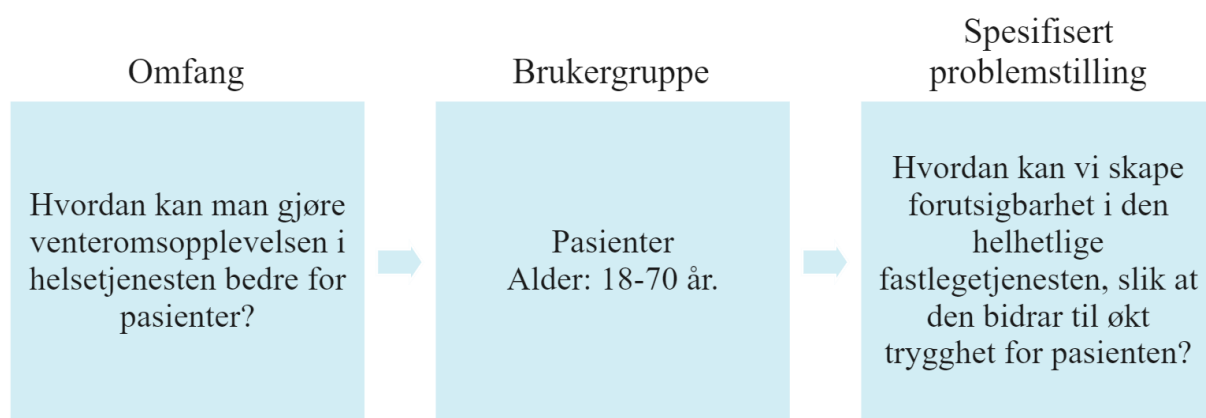 Omfang
Hvordan kan man gjøre
venteromsopplevelsen i
helsetjenesten bedre for
pasienter?
Brukergruppe
Pasienter
Alder: 18-70 år.
Spesifisert
problemstilling
Hvordan kan vi skape
forutsigbarhet i den
helhetlige
fastlegetjenesten, slik at
den bidrar til økt
trygghet for pasienten?